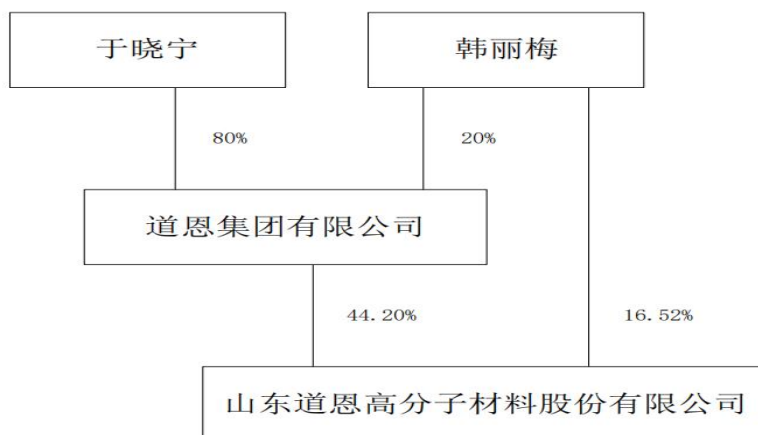 于晓宁
韩丽梅
80%
20%
道恩集团有限公司
44.20%
16.52%
山东道恩高分子材料股份有限公司